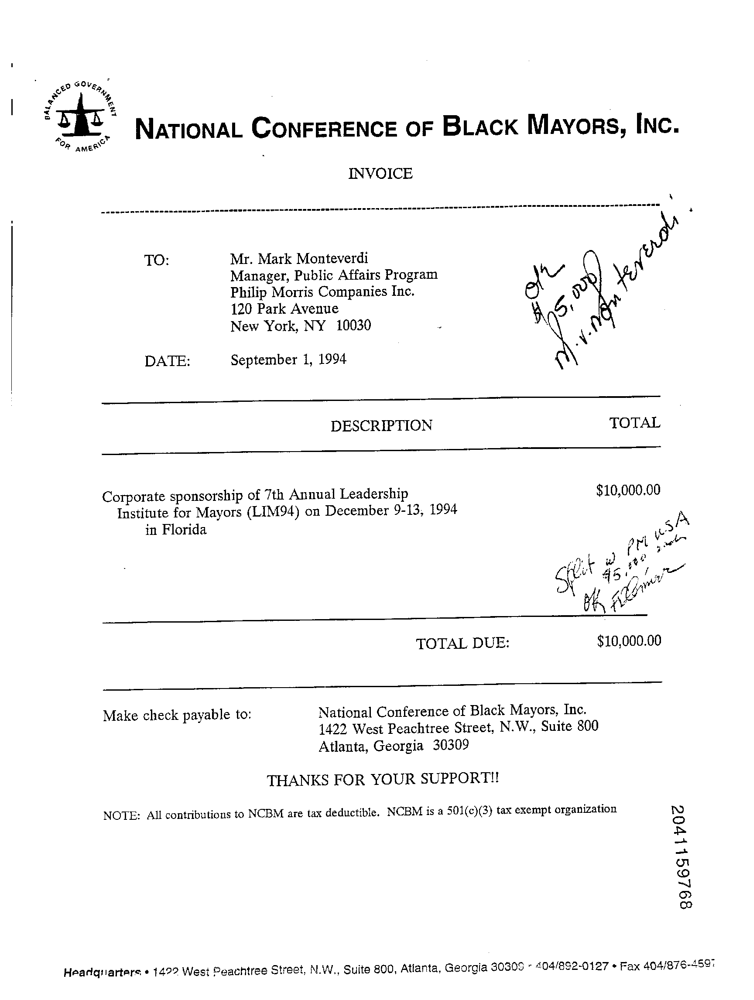 BALANCED GOVERNMENT
FOR AMERICA
NATIONAL CONFERENCE OF BLACK MAYORS, INC.
INVOICE
TO: Mr. Mark Monteverdi
Manager, Public Affairs Program
Philip Morris Companies Inc.
120 Park Avenue
New York, NY 10030
OK
$5,000
M.V. Monteverdi
DATE: September 1, 1994
DESCRIPTION TOTAL
Corporate sponsorship of 7th Annual Leadership $10,000.00
Institute for Mayors (LIM94) on December 9-13, 1994
in Florida
Split w PM USA
$5,000 each
OK
TOTAL DUE: $10,000.00
Make check payable to: National Conference of Black Mayors, Inc.
1422 West Peachtree Street, N.W., Suite 800
Atlanta, Georgia 30309
THANKS FOR YOUR SUPPORT!!
NOTE: All contributions to NCBM are tax deductible. NCBM is a 501(c)(3) tax exempt organization
2041159768
Headquarters • 1422 West Peachtree Street, N.W., Suite 800, Atlanta, Georgia 30309 - 404/892-0127 • Fax 404/876-4597